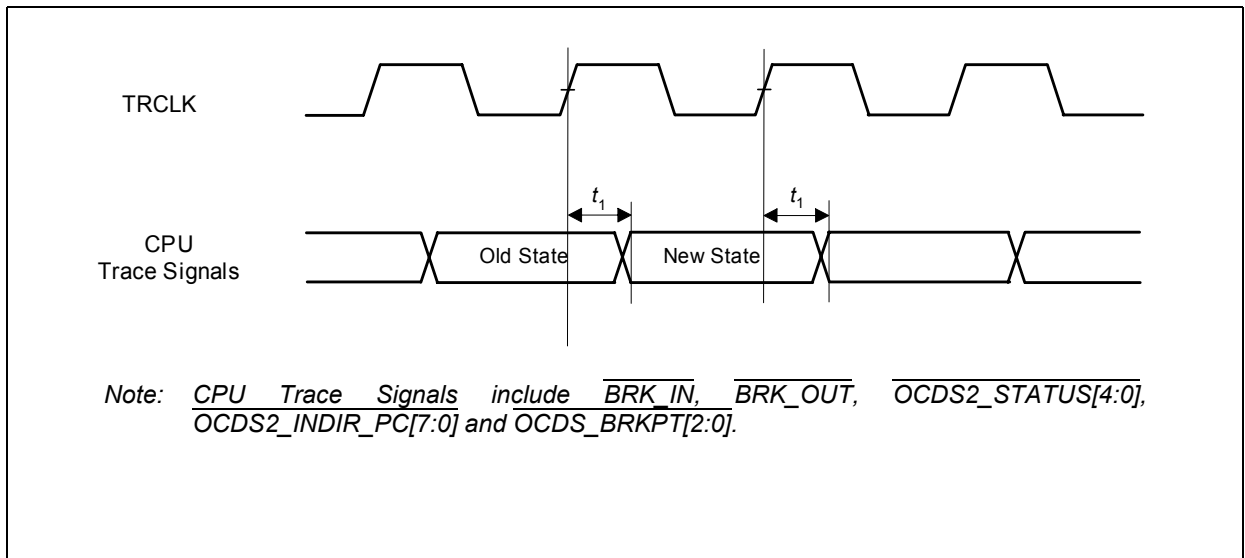 TRCLK
t1
t1
CPU
Trace Signals
Old State
New State
Note: CPU Trace Signals include BRK_IN, BRK_OUT, OCDS2_STATUS[4:0],
OCDS2_INDIR_PC[7:0] and OCDS_BRKPT[2:0].